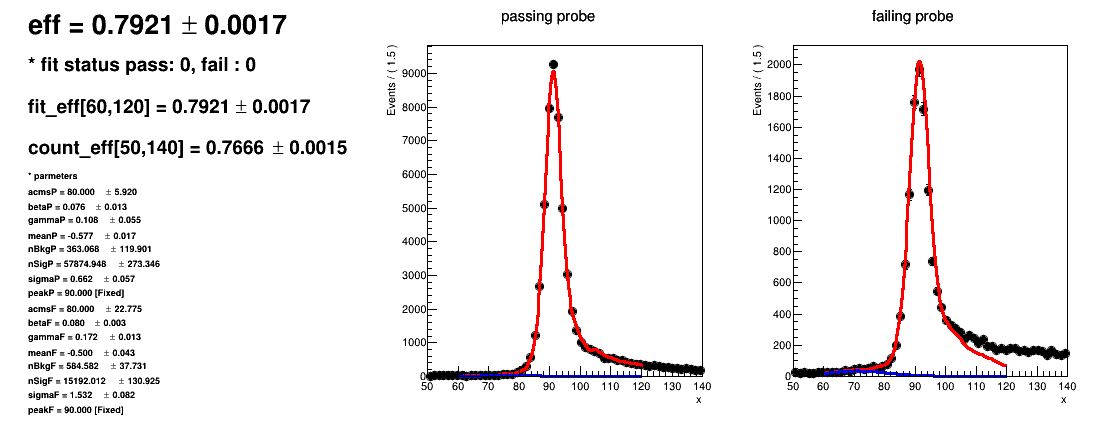 eff = 0.7921 ± 0.0017
* fit status pass: 0, fail : 0
fit_eff[60,120] = 0.7921 ± 0.0017
count_eff[50,140] = 0.7666 ± 0.0015
* parmeters
acmsP = 80.000 ± 5.920
betaP = 0.076 ± 0.013
gammaP = 0.108 ± 0.055
meanP = -0.577 ± 0.017
nBkgP = 363.068 ± 119.901
nSigP = 57874.948 ± 273.346
sigmaP = 0.662 ± 0.057
peakP = 90.000 [Fixed]
acmsF = 80.000 ± 22.775
betaF = 0.080 ± 0.003
gammaF = 0.172 ± 0.013
meanF = -0.500 ± 0.043
nBkgF = 584.582 ± 37.731
nSigF = 15192.012 ± 130.925
sigmaF = 1.532 ± 0.082
peakF = 90.000 [Fixed]
passing probe
Events / ( 1.5 )
9000
8000
7000
6000
5000
4000
3000
2000
1000
0
50 60 70 80 90 100 110 120 130 140
x
failing probe
Events / ( 1.5 )
2000
1800
1600
1400
1200
1000
800
600
400
200
0
50 60 70 80 90 100 110 120 130 140
x